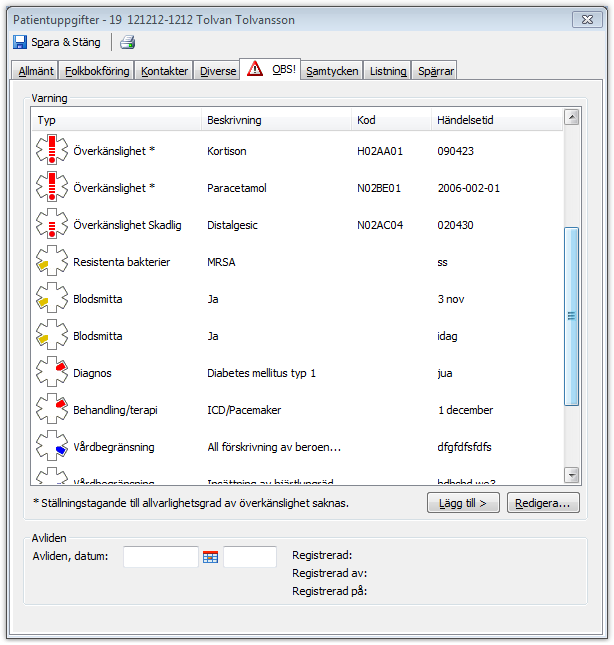 Patientuppgifter - 19 121212-1212 Tolvan Tolvansson
Spara & Stäng
Allmänt Folkbokföring Kontakter Diverse OBS! Samtycken Listning Spärrar
Varning
Typ Beskrivning Kod Händelsetid
Överkänslighet * Kortison H02AA01 090423
Överkänslighet * Paracetamol N02BE01 2006-002-01
Överkänslighet Skadlig Distalgesic N02AC04 020430
Resistenta bakterier MRSA ss
Blodsmitta Ja 3 nov
Blodsmitta Ja idag
Diagnos Diabetes mellitus typ 1 jua
Behandling/terapi ICD/Pacemaker 1 december
Vårdbegränsning All förskrivning av beroen... dfgfdfsfdfs
Vårdbegränsning Insättning av hjärtlungräd
* Ställningstagande till allvarlighetsgrad av överkänslighet saknas.
Lägg till > Redigera...
Avliden
Avliden, datum:
Registrerad:
Registrerad av:
Registrerad på: